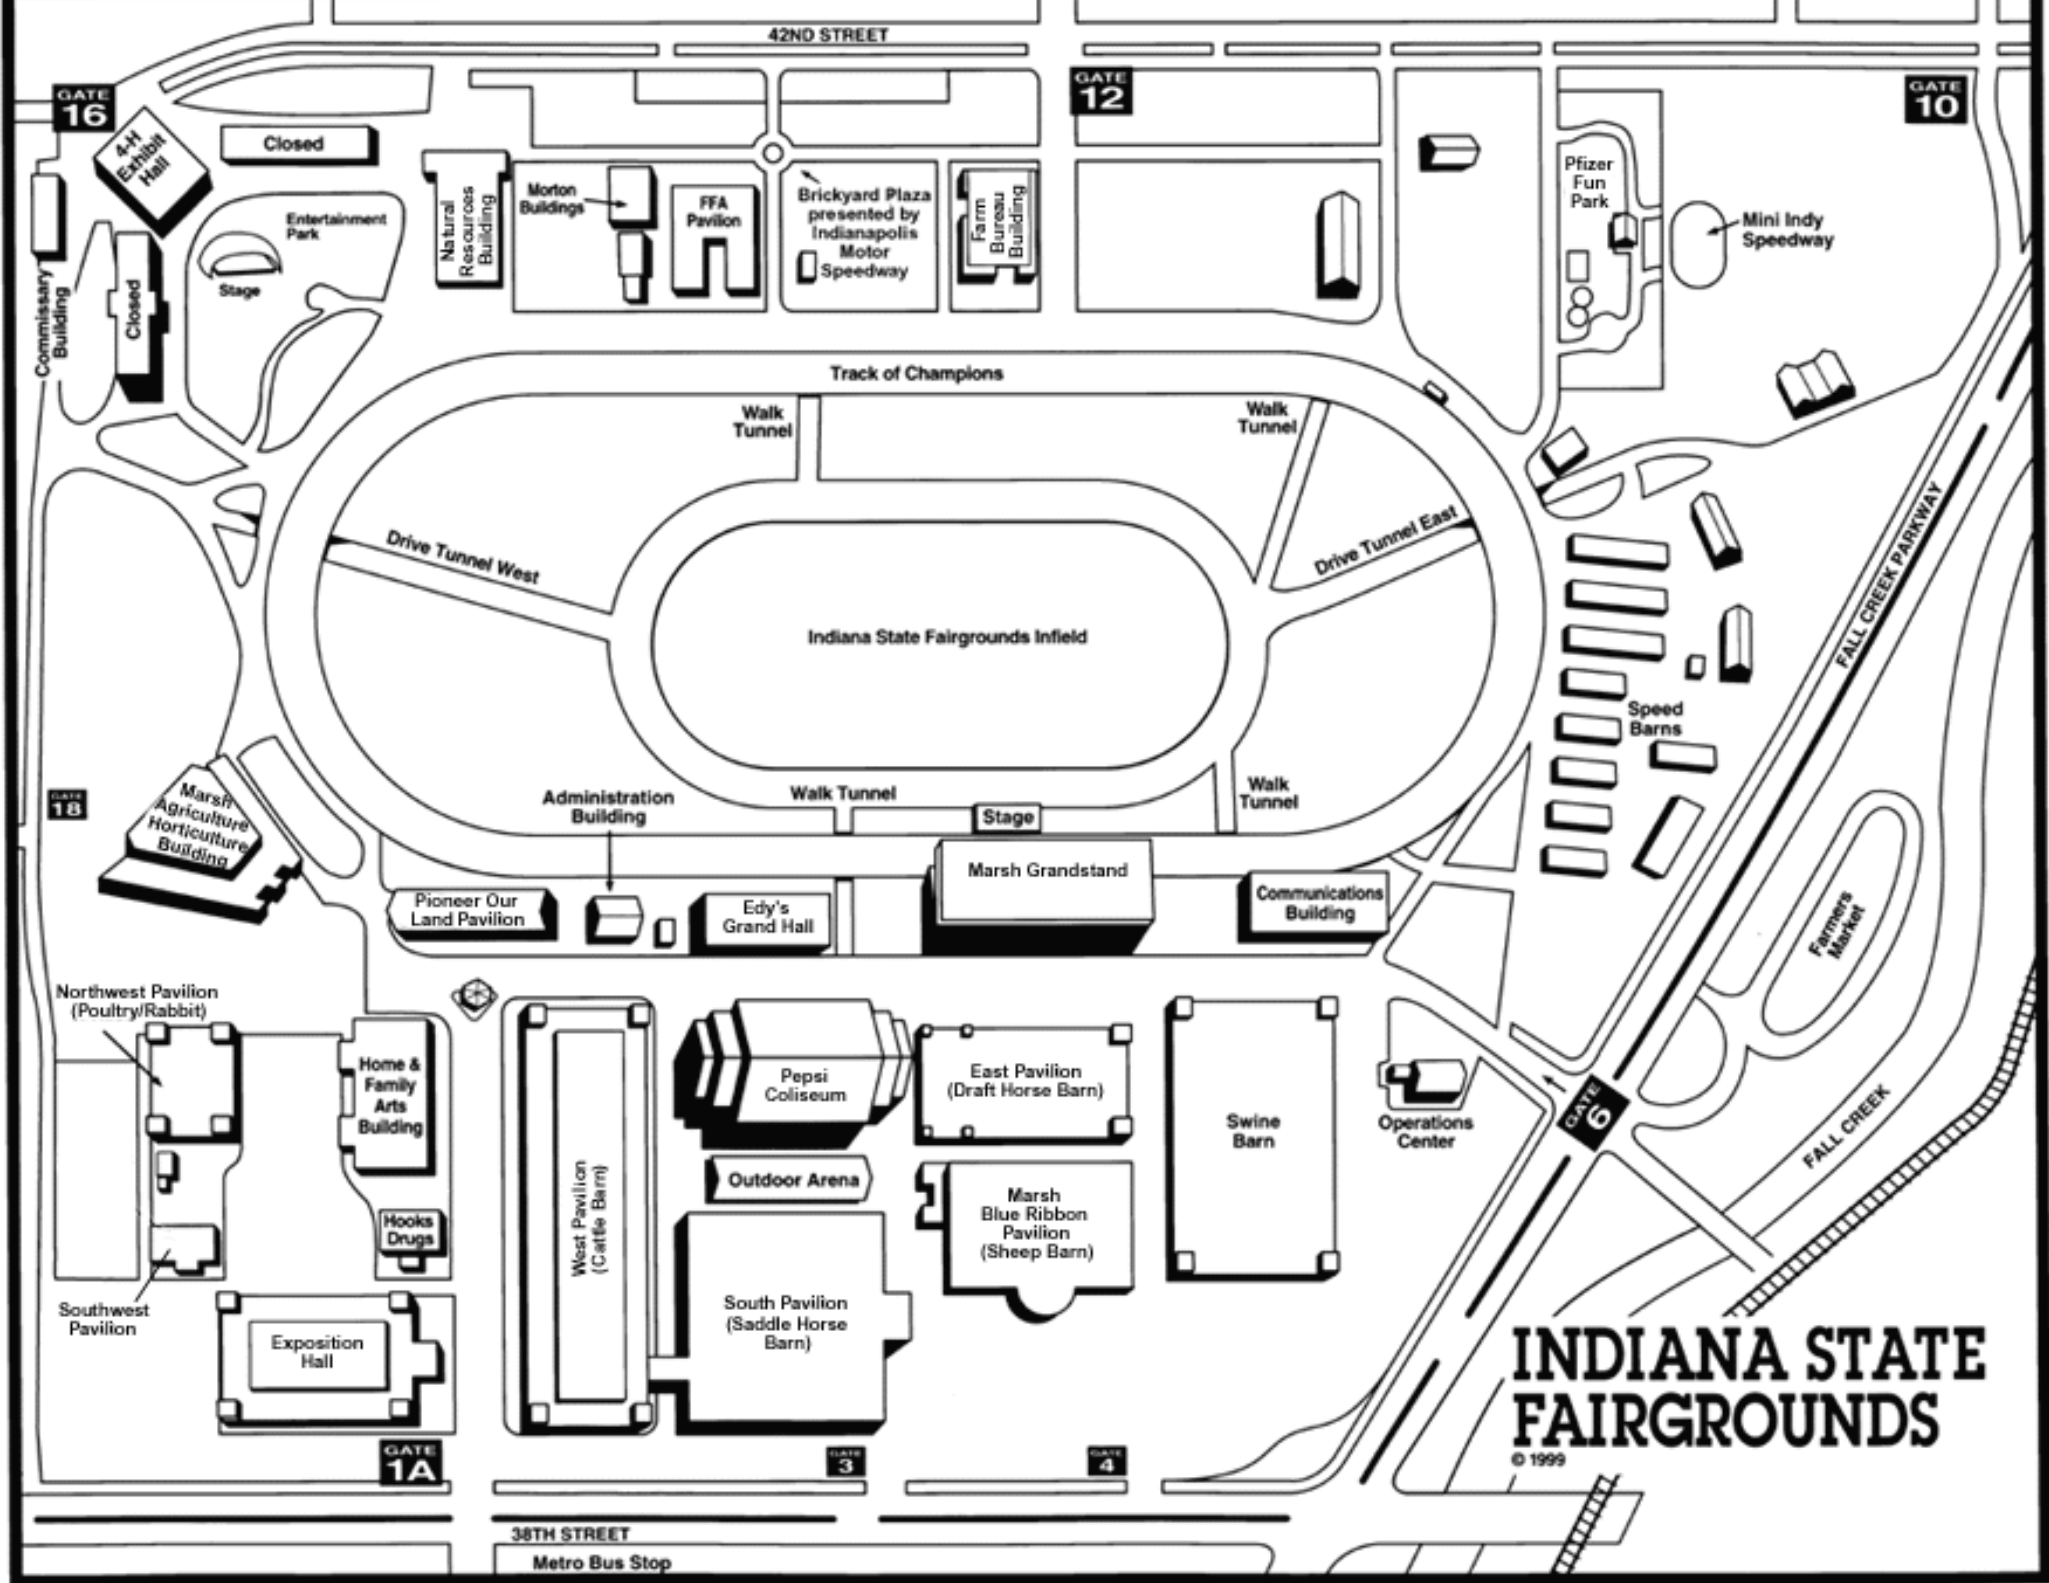 42ND STREET
GATE
16
GATE
12
GATE
10
4-H
Exhibit
Hall
Closed
Entertainment
Park
Stage
Commissary
Building
Closed
Natural
Resources
Building
Morton
Buildings
FFA
Pavilion
Brickyard Plaza
presented by
Indianapolis
Motor
Speedway
Farm
Bureau
Building
Pfizer
Fun
Park
Mini Indy
Speedway
Track of Champions
Walk
Tunnel
Walk
Tunnel
Drive Tunnel West
Drive Tunnel East
Indiana State Fairgrounds Infield
FALL CREEK PARKWAY
Speed
Barns
GATE
18
Marsh
Agriculture
Horticulture
Building
Administration
Building
Walk Tunnel
Stage
Walk
Tunnel
Pioneer Our
Land Pavilion
Edy's
Grand Hall
Marsh Grandstand
Communications
Building
Farmers
Market
Northwest Pavilion
(Poultry/Rabbit)
Home &
Family
Arts
Building
West Pavilion
(Cattle Barn)
Pepsi
Coliseum
East Pavilion
(Draft Horse Barn)
Swine
Barn
Operations
Center
GATE
6
FALL CREEK
Outdoor Arena
Marsh
Blue Ribbon
Pavilion
(Sheep Barn)
Hooks
Drugs
Southwest
Pavilion
Exposition
Hall
South Pavilion
(Saddle Horse
Barn)
INDIANA STATE
FAIRGROUNDS
© 1999
GATE
1A
GATE
3
GATE
4
38TH STREET
Metro Bus Stop